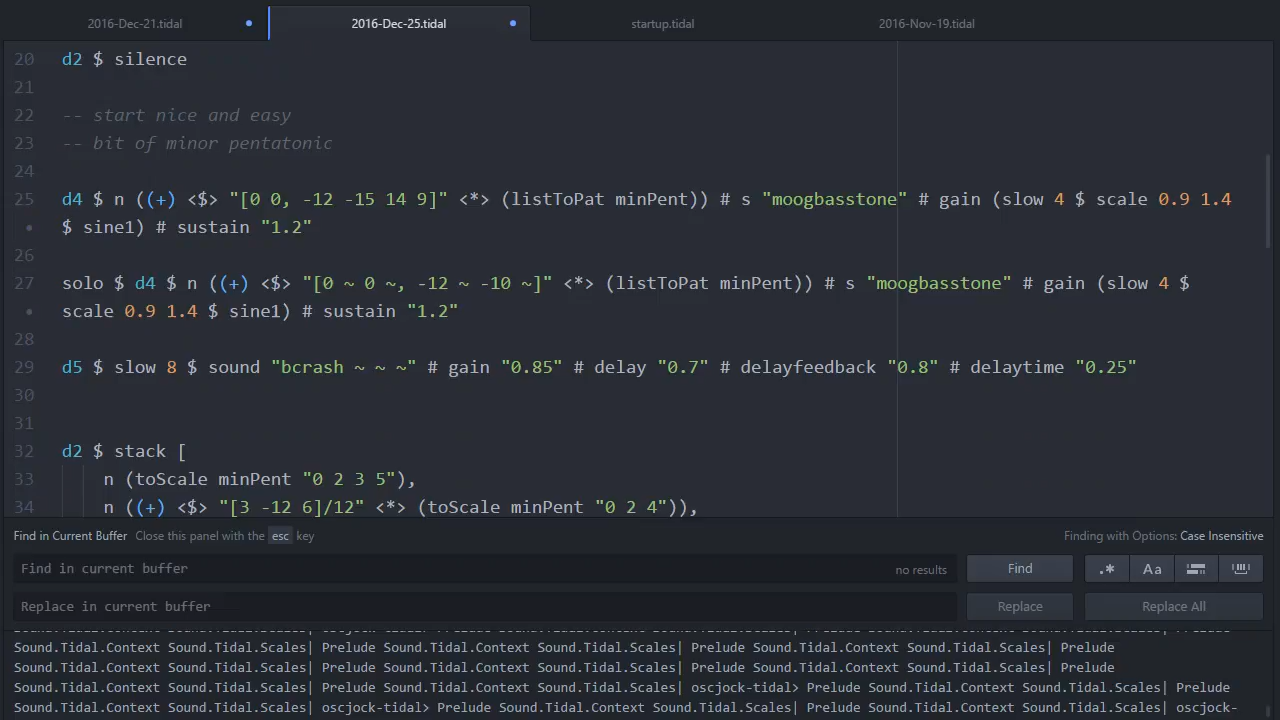 2016-Dec-21.tidal 2016-Dec-25.tidal startup.tidal 2016-Nov-19.tidal
20 d2 $ silence
21
22 -- start nice and easy
23 -- bit of minor pentatonic
24
25 d4 $ n ((+) <$> "[0 0, -12 -15 14 9]" <*> (listToPat minPent)) # s "moogbasstone" # gain (slow 4 $ scale 0.9 1.4
• $ sine1) # sustain "1.2"
26
27 solo $ d4 $ n ((+) <$> "[0 ~ 0 ~, -12 ~ -10 ~]" <*> (listToPat minPent)) # s "moogbasstone" # gain (slow 4 $
• scale 0.9 1.4 $ sine1) # sustain "1.2"
28
29 d5 $ slow 8 $ sound "bcrash ~ ~ ~" # gain "0.85" # delay "0.7" # delayfeedback "0.8" # delaytime "0.25"
30
31
32 d2 $ stack [
33 n (toScale minPent "0 2 3 5"),
34 n ((+) <$> "[3 -12 6]/12" <*> (toScale minPent "0 2 4")),
Find in Current Buffer Close this panel with the esc key Finding with Options: Case Insensitive
Find in current buffer no results Find .* Aa
Replace in current buffer Replace Replace All
Sound.Tidal.Context Sound.Tidal.Scales| Prelude Sound.Tidal.Context Sound.Tidal.Scales| Prelude Sound.Tidal.Context Sound.Tidal.Scales| Prelude
Sound.Tidal.Context Sound.Tidal.Scales| Prelude Sound.Tidal.Context Sound.Tidal.Scales| Prelude Sound.Tidal.Context Sound.Tidal.Scales| Prelude
Sound.Tidal.Context Sound.Tidal.Scales| Prelude Sound.Tidal.Context Sound.Tidal.Scales| oscjock-tidal> Prelude Sound.Tidal.Context Sound.Tidal.Scales| Prelude
Sound.Tidal.Context Sound.Tidal.Scales| oscjock-tidal> Prelude Sound.Tidal.Context Sound.Tidal.Scales| Prelude Sound.Tidal.Context Sound.Tidal.Scales| oscjock-